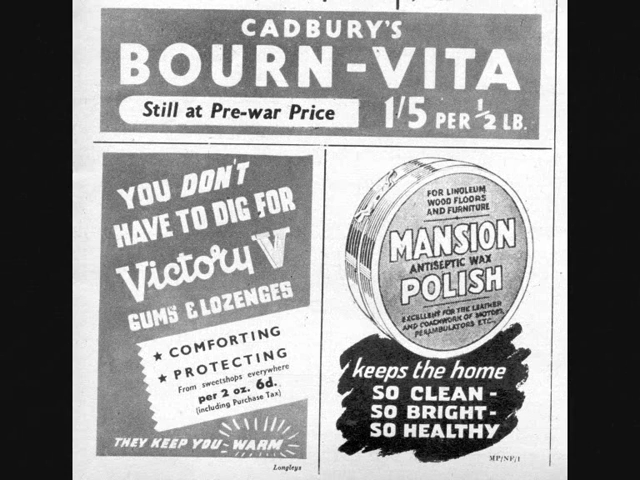 CADBURY'S
BOURN-VITA
Still at Pre-war Price 1'5 PER ½ LB.
YOU DON'T
HAVE TO DIG FOR
Victory V
GUMS & LOZENGES
★ COMFORTING
★ PROTECTING
From sweetshops everywhere
per 2 oz. 6d.
(including Purchase Tax)
THEY KEEP YOU WARM
Longleys
FOR LINOLEUM
WOOD FLOORS
AND FURNITURE
MANSION
ANTISEPTIC WAX
POLISH
EXCELLENT FOR THE LEATHER
AND COACHWORK OF MOTORS,
PERAMBULATORS ETC.
keeps the home
SO CLEAN-
SO BRIGHT-
SO HEALTHY
MP/NF/1